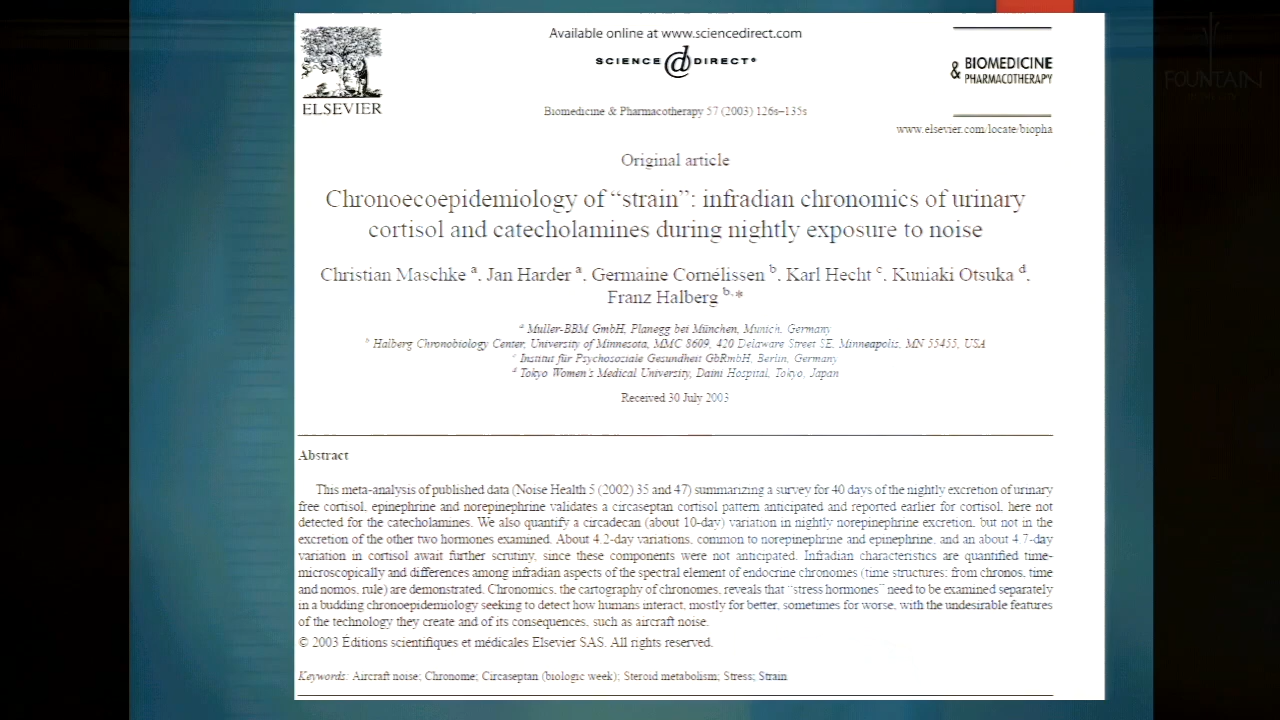 Available online at www.sciencedirect.com
SCIENCE DIRECT®
ELSEVIER
& BIOMEDICINE
PHARMACOTHERAPY
FOUNTAIN
Biomedicine & Pharmacotherapy 57 (2003) 126s–135s
www.elsevier.com/locate/biopha
Original article
Chronoecoepidemiology of “strain”: infradian chronomics of urinary
cortisol and catecholamines during nightly exposure to noise
Christian Maschke a, Jan Harder a, Germaine Cornélissen b, Karl Hecht c, Kuniaki Otsuka d,
Franz Halberg b,*
a Muller-BBM GmbH, Planegg bei München, Munich, Germany
b Halberg Chronobiology Center, University of Minnesota, MMC 8609, 420 Delaware Street SE, Minneapolis, MN 55455, USA
c Institut für Psychosoziale Gesundheit GbRmbH, Berlin, Germany
d Tokyo Women's Medical University, Daini Hospital, Tokyo, Japan
Received 30 July 2003
Abstract
This meta-analysis of published data (Noise Health 5 (2002) 35 and 47) summarizing a survey for 40 days of the nightly excretion of urinary
free cortisol, epinephrine and norepinephrine validates a circaseptan cortisol pattern anticipated and reported earlier for cortisol, here not
detected for the catecholamines. We also quantify a circadecan (about 10-day) variation in nightly norepinephrine excretion, but not in the
excretion of the other two hormones examined. About 4.2-day variations, common to norepinephrine and epinephrine, and an about 4.7-day
variation in cortisol await further scrutiny, since these components were not anticipated. Infradian characteristics are quantified time-
microscopically and differences among infradian aspects of the spectral element of endocrine chronomes (time structures: from chronos, time
and nomos, rule) are demonstrated. Chronomics, the cartography of chronomes, reveals that “stress hormones” need to be examined separately
in a budding chronoepidemiology seeking to detect how humans interact, mostly for better, sometimes for worse, with the undesirable features
of the technology they create and of its consequences, such as aircraft noise.
© 2003 Éditions scientifiques et médicales Elsevier SAS. All rights reserved.
Keywords: Aircraft noise; Chronome; Circaseptan (biologic week); Steroid metabolism; Stress; Strain